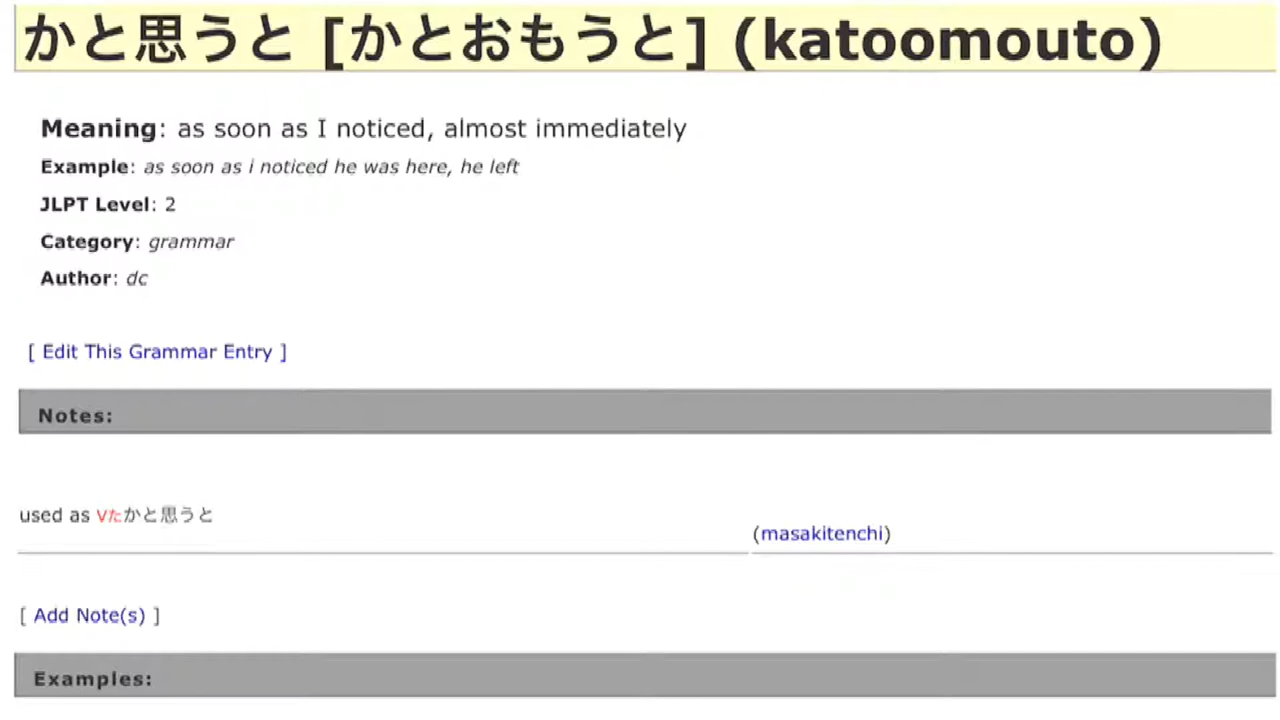 かと思うと [かとおもうと] (katoomouto)
Meaning: as soon as I noticed, almost immediately
Example: as soon as i noticed he was here, he left
JLPT Level: 2
Category: grammar
Author: dc
[ Edit This Grammar Entry ]
Notes:
used as Vたかと思うと
(masakitenchi)
[ Add Note(s) ]
Examples: